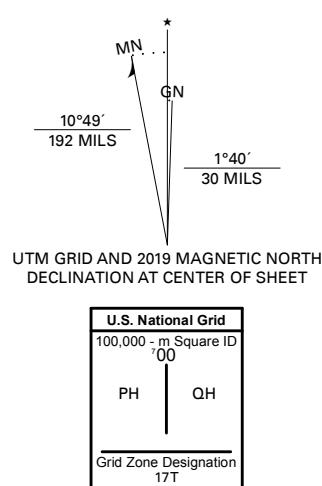 ★
MN
GN
10°49´
192 MILS
1°40´
30 MILS
UTM GRID AND 2019 MAGNETIC NORTH
DECLINATION AT CENTER OF SHEET
U.S. National Grid
100,000 - m Square ID
⁷00
PH QH
Grid Zone Designation
17T